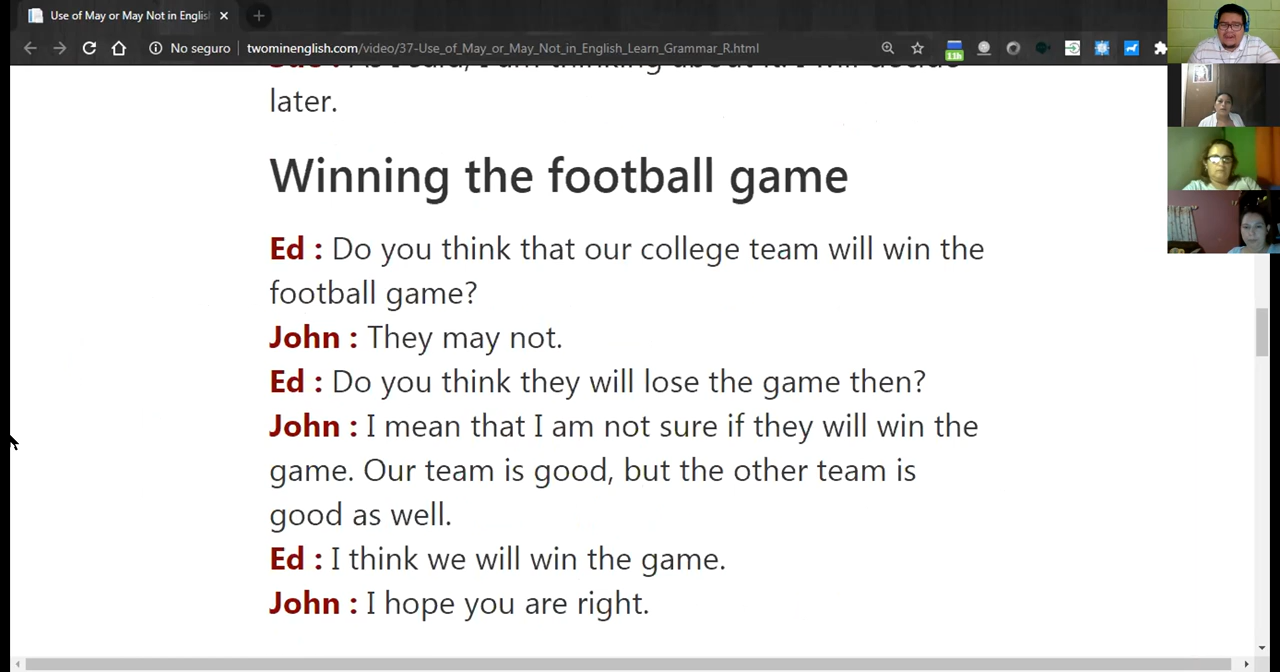 Use of May or May Not in Englis
No seguro
twominenglish.com/video/37-Use_of_May_or_May_Not_in_English_Learn_Grammar_R.html
11h
later.
Winning the football game
Ed : Do you think that our college team will win the
football game?
John : They may not.
Ed : Do you think they will lose the game then?
John : I mean that I am not sure if they will win the
game. Our team is good, but the other team is
good as well.
Ed : I think we will win the game.
John : I hope you are right.